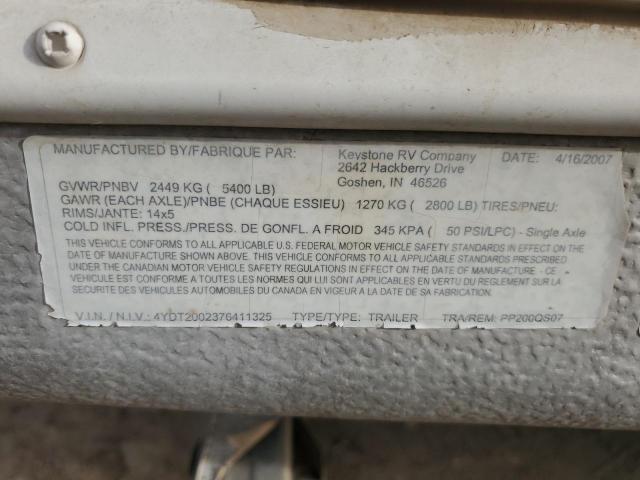 MANUFACTURED BY/FABRIQUE PAR: Keystone RV Company DATE: 4/16/2007
2642 Hackberry Drive
GVWR/PNBV 2449 KG ( 5400 LB) Goshen, IN 46526
GAWR (EACH AXLE)/PNBE (CHAQUE ESSIEU) 1270 KG ( 2800 LB) TIRES/PNEU:
RIMS/JANTE: 14x5
COLD INFL. PRESS./PRESS. DE GONFL. A FROID 345 KPA ( 50 PSI/LPC) - Single Axle
THIS VEHICLE CONFORMS TO ALL APPLICABLE U.S. FEDERAL MOTOR VEHICLE SAFETY STANDARDS IN EFFECT ON THE
DATE OF MANUFACTURE SHOWN ABOVE. THIS VEHICLE CONFORMS TO ALL APPLICABLE STANDARDS PRESCRIBED
UNDER THE CANADIAN MOTOR VEHICLE SAFETY REGULATIONS IN EFFECT ON THE DATE OF MANUFACTURE - CE
VEHICULE EST CONFORME A TOUTES LES NORMES QUI LUI SONT APPLICABLES EN VERTU DU REGLEMENT SUR LA
SECURITE DES VEHICULES AUTOMOBILES DU CANADA EN VIGEUR A LA DATE DE SA FABRICATION.
V.I.N. / N.I.V.: 4YDT2002376411325 TYPE/TYPE: TRAILER TRA/REM: PP200QS07